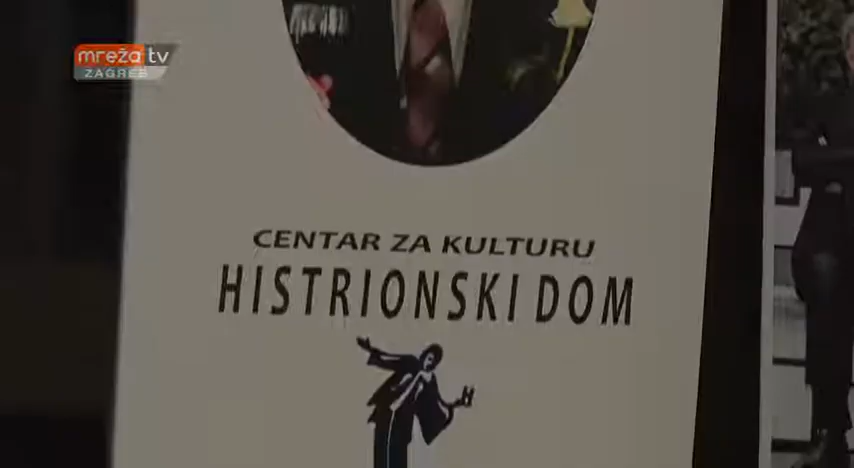 mreža tv
ZAGREB
CENTAR ZA KULTURU
HISTRIONSKI DOM
H